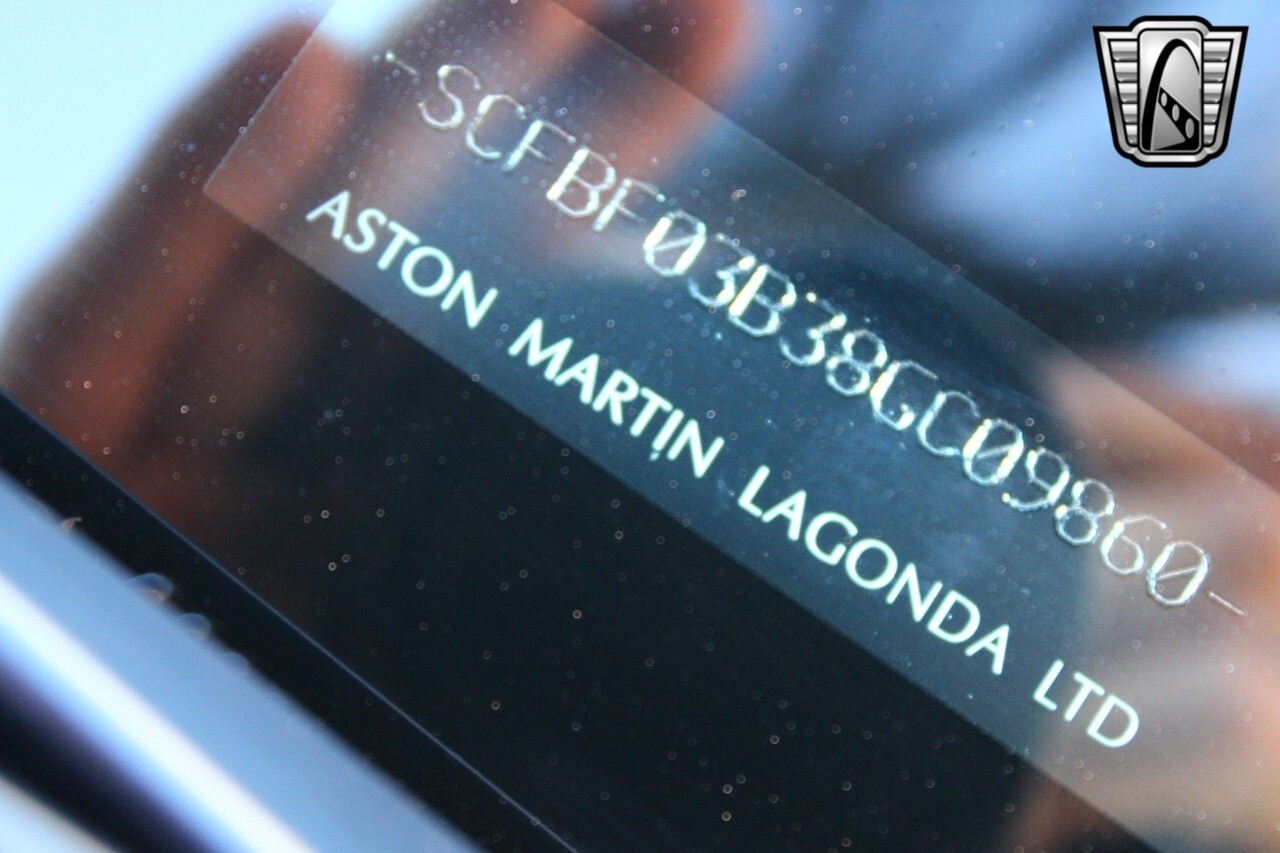 -SCFBF03B38GC09860-
ASTON MARTIN LAGONDA LTD